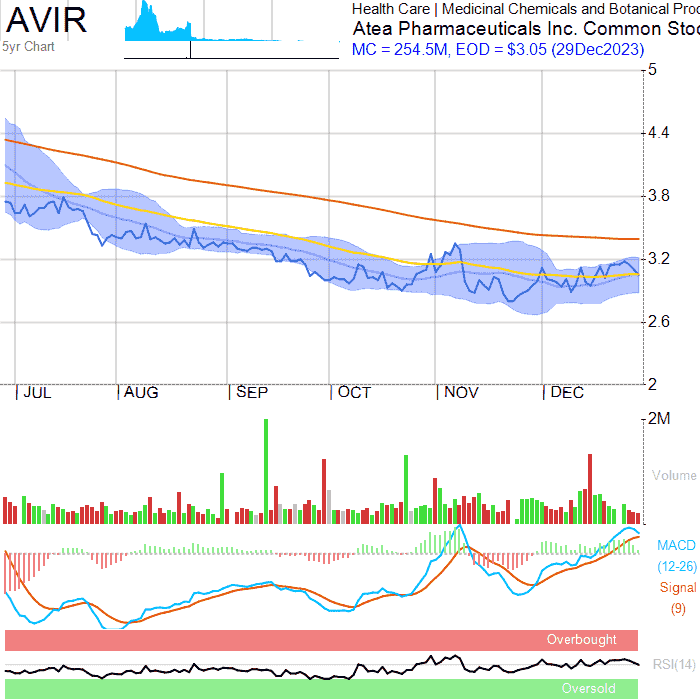 AVIR
5yr Chart
Health Care | Medicinal Chemicals and Botanical Pro
Atea Pharmaceuticals Inc. Common Stoc
MC = 254.5M, EOD = $3.05 (29Dec2023)
5
4.4
3.8
3.2
2.6
2
JUL AUG SEP OCT NOV DEC
2M
Volume
MACD
(12-26)
Signal
(9)
Overbought
RSI(14)
Oversold